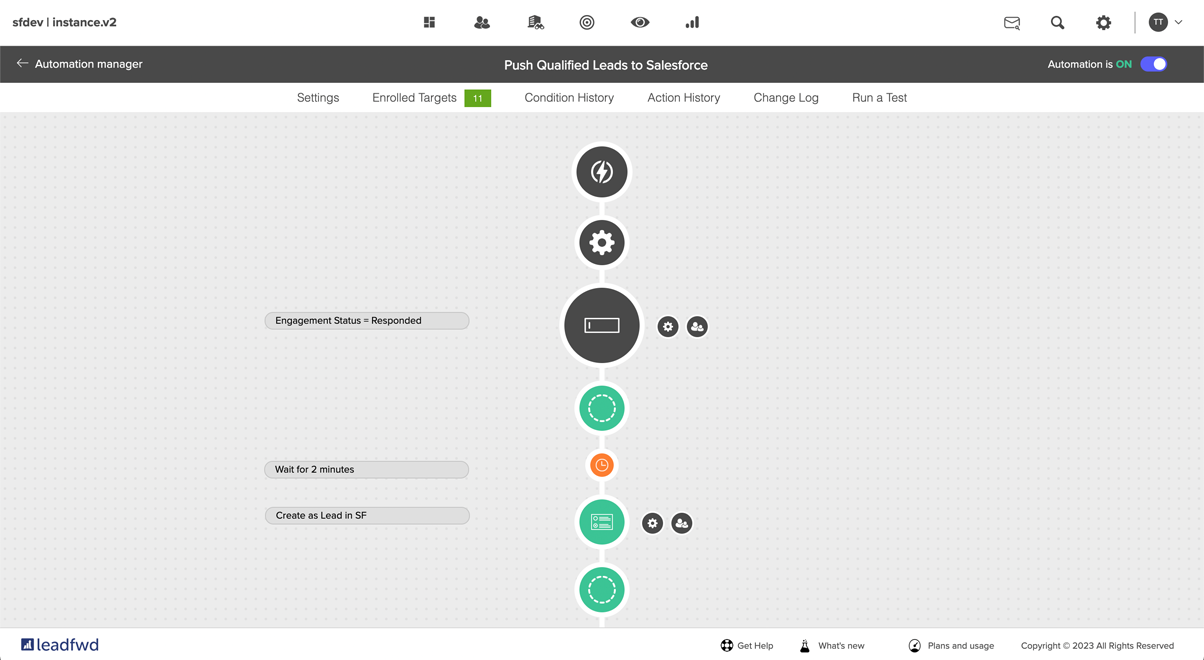 sfdev | instance.v2
TT
Automation manager
Push Qualified Leads to Salesforce
Automation is ON
Settings
Enrolled Targets 11
Condition History
Action History
Change Log
Run a Test
Engagement Status = Responded
Wait for 2 minutes
Create as Lead in SF
leadfwd
Get Help
What's new
Plans and usage
Copyright © 2023 All Rights Reserved